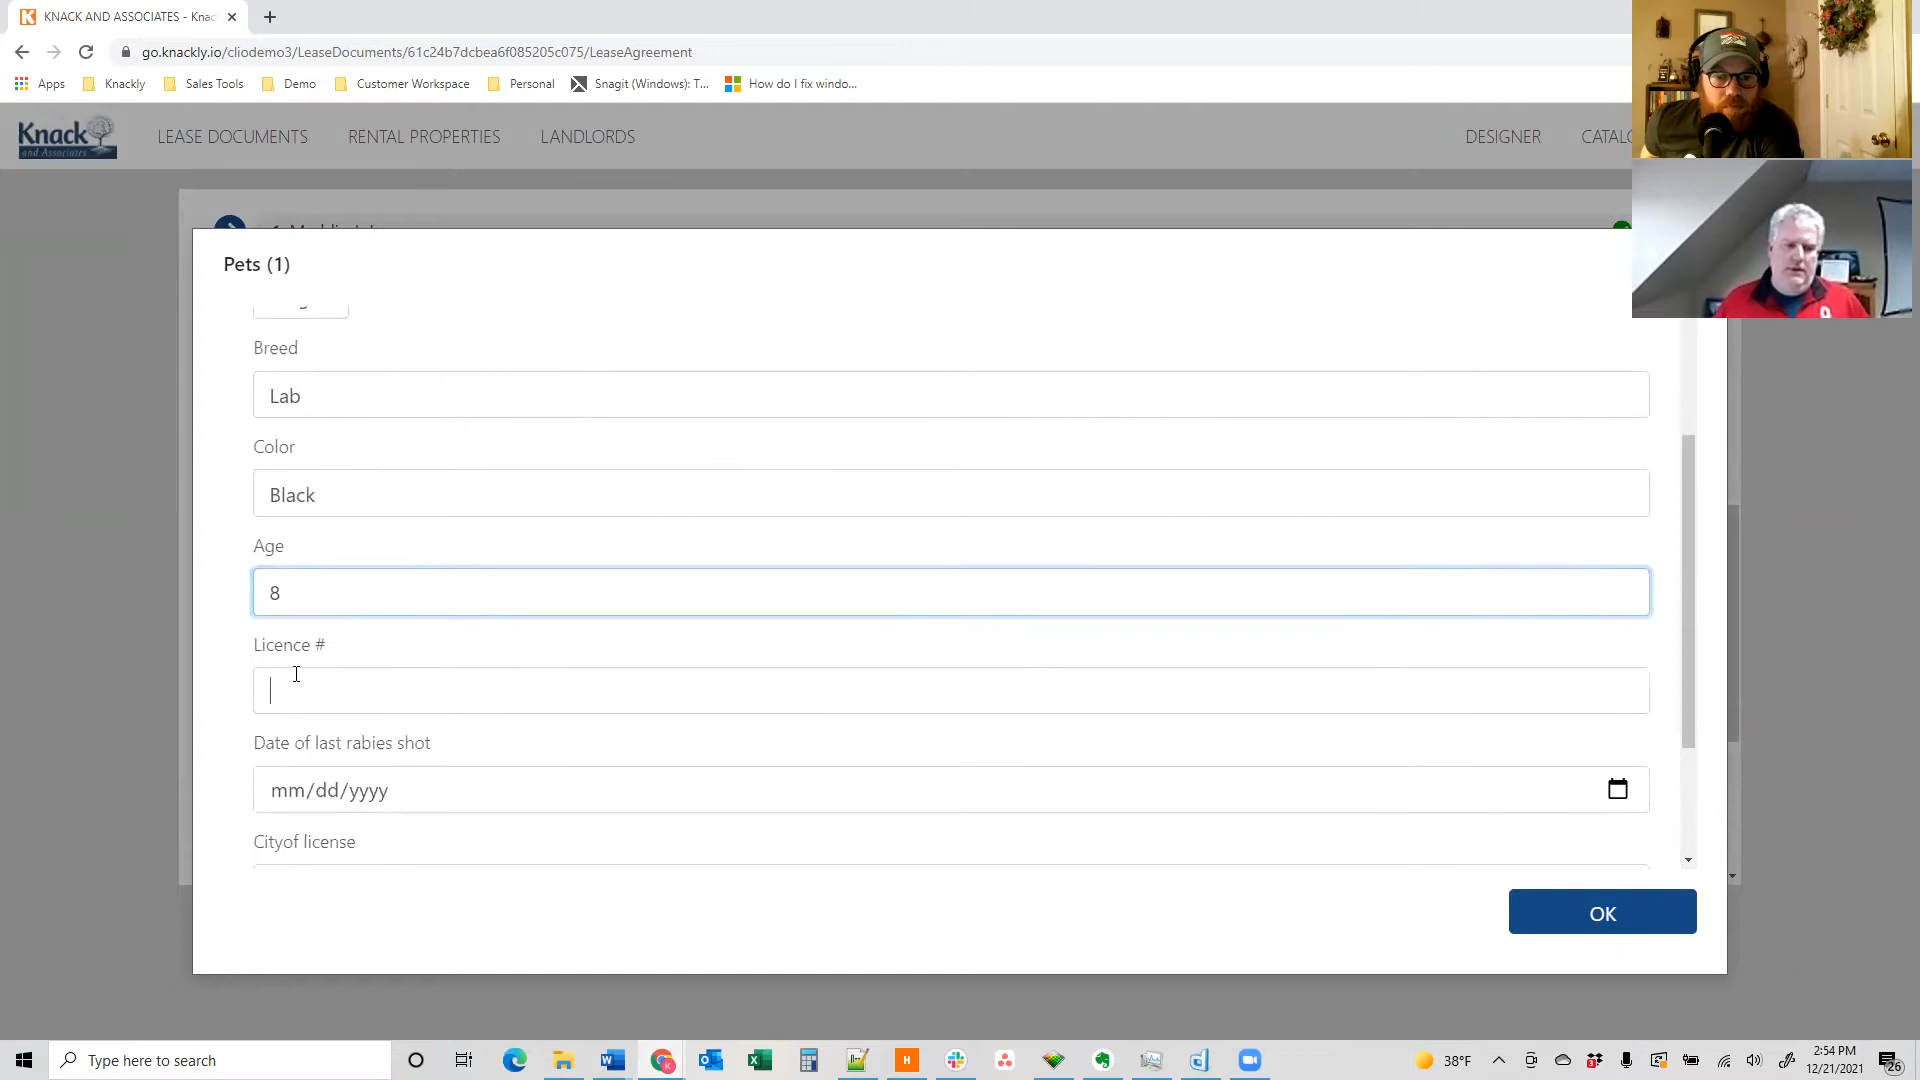 KNACK AND ASSOCIATES - Knac
go.knackly.io/cliodemo3/LeaseDocuments/61c24b7dcbea6f085205c075/LeaseAgreement
Apps Knackly Sales Tools Demo Customer Workspace Personal Snagit (Windows): T... How do I fix windo...
Knack
and Associates
LEASE DOCUMENTS RENTAL PROPERTIES LANDLORDS DESIGNER
Pets (1)
Breed
Lab
Color
Black
Age
8
Licence #
Date of last rabies shot
mm/dd/yyyy
Cityof license
OK
Type here to search
38°F
2:54 PM
12/21/2021
26